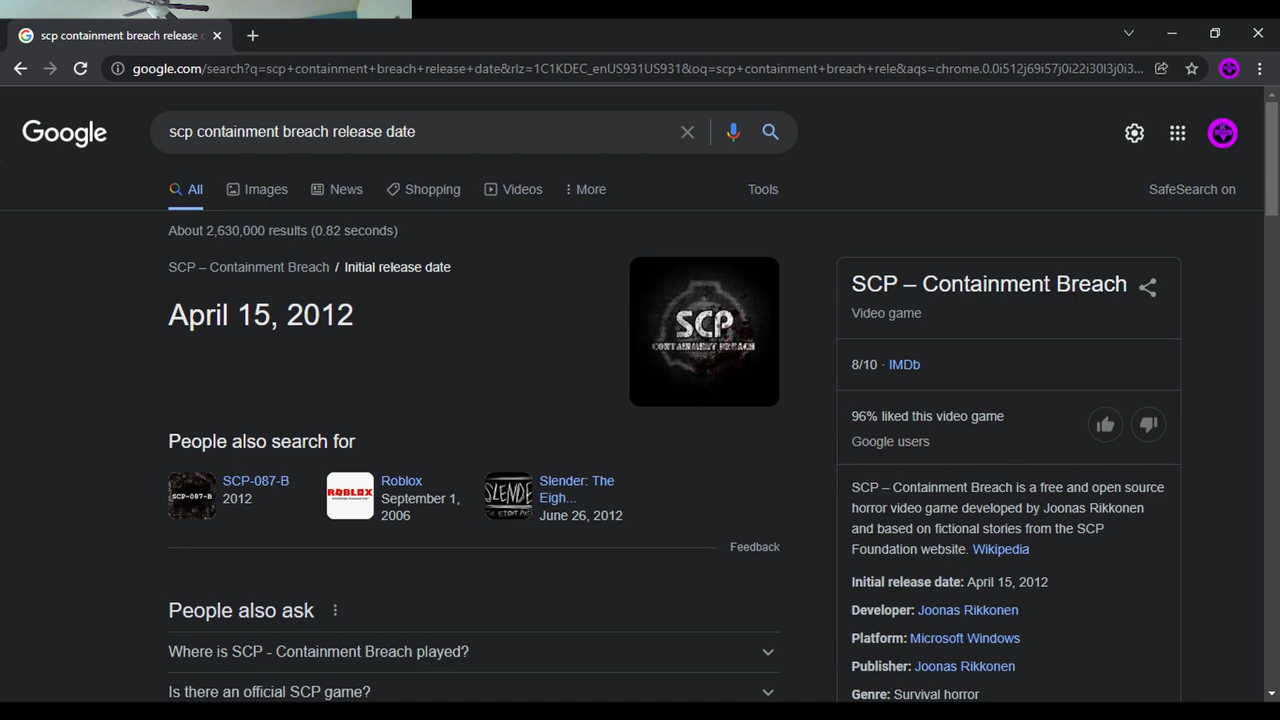 scp containment breach release
google.com/search?q=scp+containment+breach+release+date&rlz=1C1KDEC_enUS931US931&oq=scp+containment+breach+rele&aqs=chrome.0.0i512j69i57j0i22i30l3j0i3...
Google
scp containment breach release date
All
Images
News
Shopping
Videos
More
Tools
SafeSearch on
About 2,630,000 results (0.82 seconds)
SCP – Containment Breach / Initial release date
April 15, 2012
SCP
CONTAINMENT BREACH
People also search for
SCP-087-B
SCP-087-B
2012
ROBLOX
Roblox
September 1,
2006
SLENDE
Slender: The
Eigh...
June 26, 2012
Feedback
People also ask
Where is SCP - Containment Breach played?
Is there an official SCP game?
SCP – Containment Breach
Video game
8/10 · IMDb
96% liked this video game
Google users
SCP – Containment Breach is a free and open source
horror video game developed by Joonas Rikkonen
and based on fictional stories from the SCP
Foundation website. Wikipedia
Initial release date: April 15, 2012
Developer: Joonas Rikkonen
Platform: Microsoft Windows
Publisher: Joonas Rikkonen
Genre: Survival horror